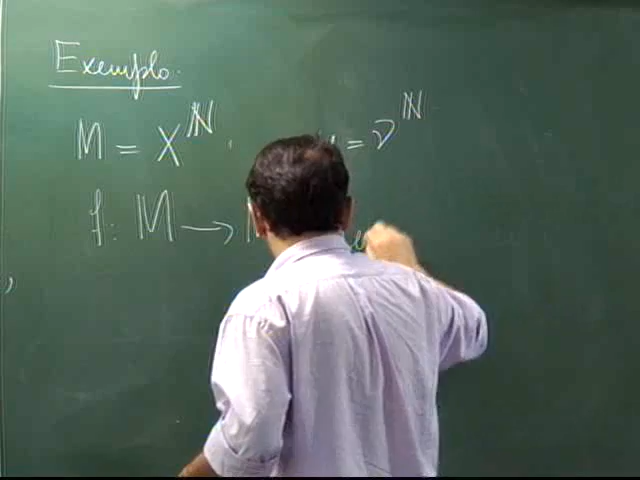 Exemplo.
M = X^ℕ, = ν^ℕ
f: M →